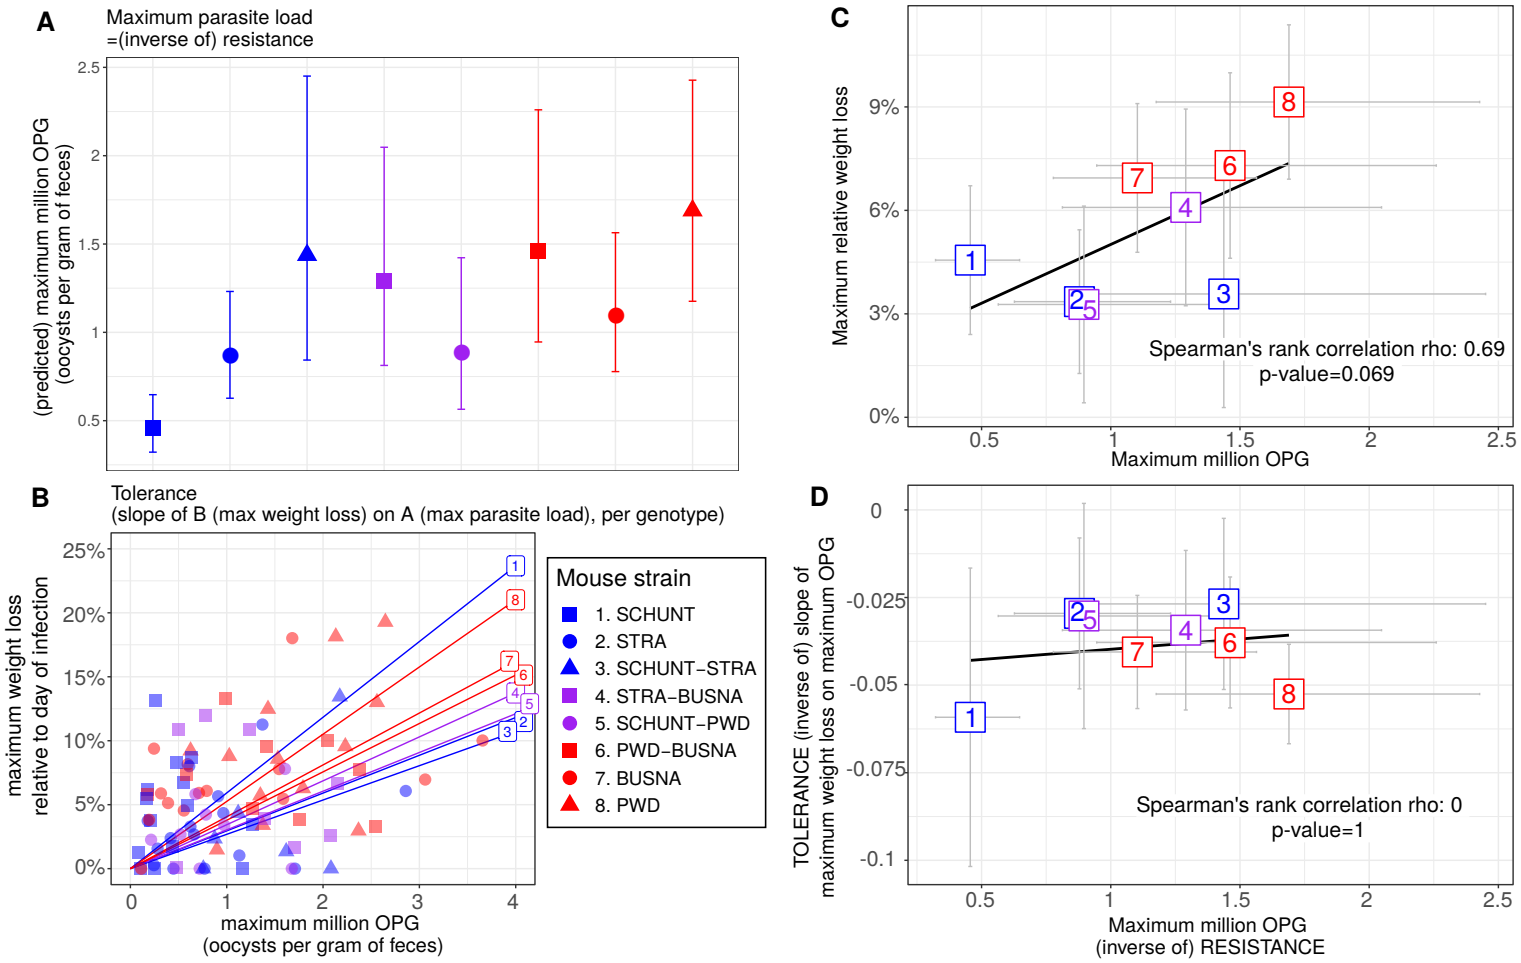 A
Maximum parasite load
=(inverse of) resistance
(predicted) maximum million OPG
(oocysts per gram of feces)
2.5
2
1.5
1
0.5
B
Tolerance
(slope of B (max weight loss) on A (max parasite load), per genotype)
maximum weight loss
relative to day of infection
25%
20%
15%
10%
5%
0%
1
8
7
6
4
5
2
3
0
1
2
3
4
maximum million OPG
(oocysts per gram of feces)
Mouse strain
1. SCHUNT
2. STRA
3. SCHUNT−STRA
4. STRA−BUSNA
5. SCHUNT−PWD
6. PWD−BUSNA
7. BUSNA
8. PWD
C
Maximum relative weight loss
9%
6%
3%
0%
8
7
6
4
1
3
2
5
Spearman's rank correlation rho: 0.69
p-value=0.069
0.5
1
1.5
2
2.5
Maximum million OPG
D
TOLERANCE (inverse of) slope of
maximum weight loss on maximum OPG
0
-0.025
-0.05
-0.075
-0.1
2
5
3
4
7
6
8
1
Spearman's rank correlation rho: 0
p-value=1
0.5
1
1.5
2
2.5
Maximum million OPG
(inverse of) RESISTANCE